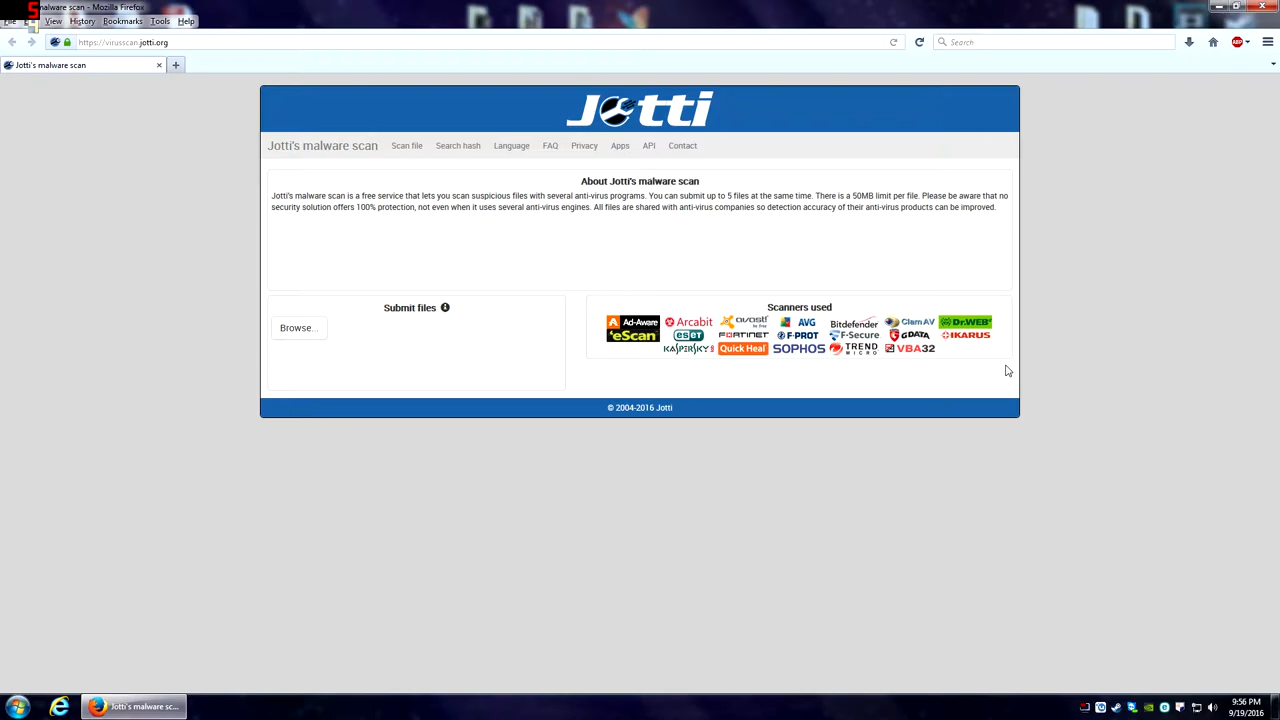 malware scan - Mozilla Firefox
File View History Bookmarks Tools Help
https://virusscan.jotti.org
Search
Jotti's malware scan
Jotti
Jotti's malware scan Scan file Search hash Language FAQ Privacy Apps API Contact
About Jotti's malware scan
Jotti's malware scan is a free service that lets you scan suspicious files with several anti-virus programs. You can submit up to 5 files at the same time. There is a 50MB limit per file. Please be aware that no
security solution offers 100% protection, not even when it uses several anti-virus engines. All files are shared with anti-virus companies so detection accuracy of their anti-virus products can be improved.
Submit files
Browse...
Scanners used
Ad-Aware Arcabit avast! AVG Bitdefender ClamAV Dr.WEB
eScan ESET FORTINET F-PROT F-Secure GDATA IKARUS
KASPERSKY Quick Heal SOPHOS TREND MICRO VBA32
© 2004-2016 Jotti
Jotti's malware sc...
9:56 PM
9/19/2016